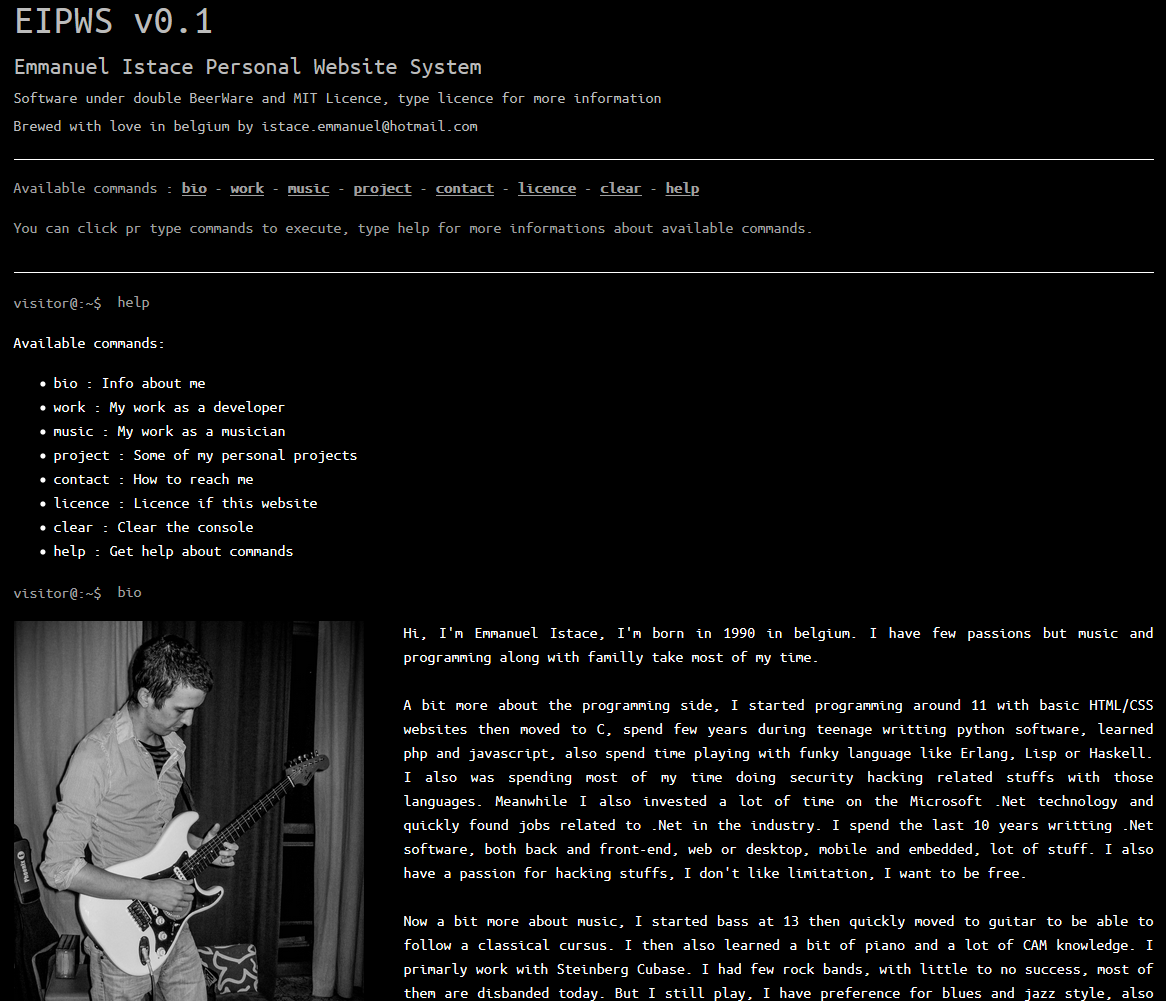 EIPWS v0.1
Emmanuel Istace Personal Website System
Software under double BeerWare and MIT Licence, type licence for more information
Brewed with love in belgium by istace.emmanuel@hotmail.com
Available commands : bio - work - music - project - contact - licence - clear - help
You can click pr type commands to execute, type help for more informations about available commands.
visitor@:~$ help
Available commands:
• bio : Info about me
• work : My work as a developer
• music : My work as a musician
• project : Some of my personal projects
• contact : How to reach me
• licence : Licence if this website
• clear : Clear the console
• help : Get help about commands
visitor@:~$ bio
Hi, I'm Emmanuel Istace, I'm born in 1990 in belgium. I have few passions but music and
programming along with familly take most of my time.
A bit more about the programming side, I started programming around 11 with basic HTML/CSS
websites then moved to C, spend few years during teenage writting python software, learned
php and javascript, also spend time playing with funky language like Erlang, Lisp or Haskell.
I also was spending most of my time doing security hacking related stuffs with those
languages. Meanwhile I also invested a lot of time on the Microsoft .Net technology and
quickly found jobs related to .Net in the industry. I spend the last 10 years writting .Net
software, both back and front-end, web or desktop, mobile and embedded, lot of stuff. I also
have a passion for hacking stuffs, I don't like limitation, I want to be free.
Now a bit more about music, I started bass at 13 then quickly moved to guitar to be able to
follow a classical cursus. I then also learned a bit of piano and a lot of CAM knowledge. I
primarly work with Steinberg Cubase. I had few rock bands, with little to no success, most of
them are disbanded today. But I still play, I have preference for blues and jazz style, also